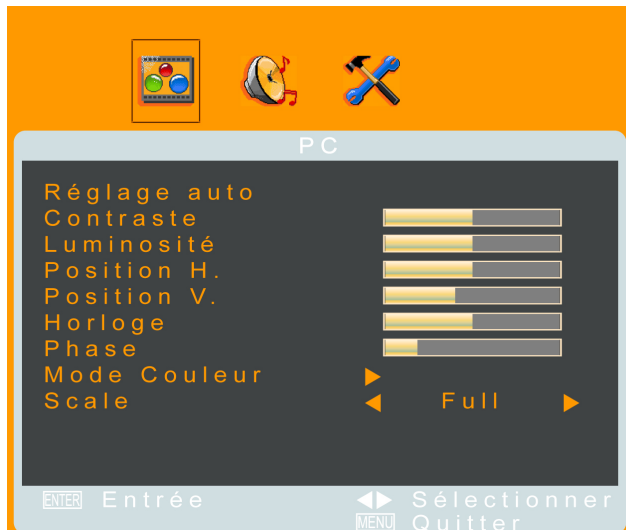 PC
Réglage auto
Contraste
Luminosité
Position H.
Position V.
Horloge
Phase
Mode Couleur
Scale Full
ENTER Entrée Sélectionner
MENU Quitter